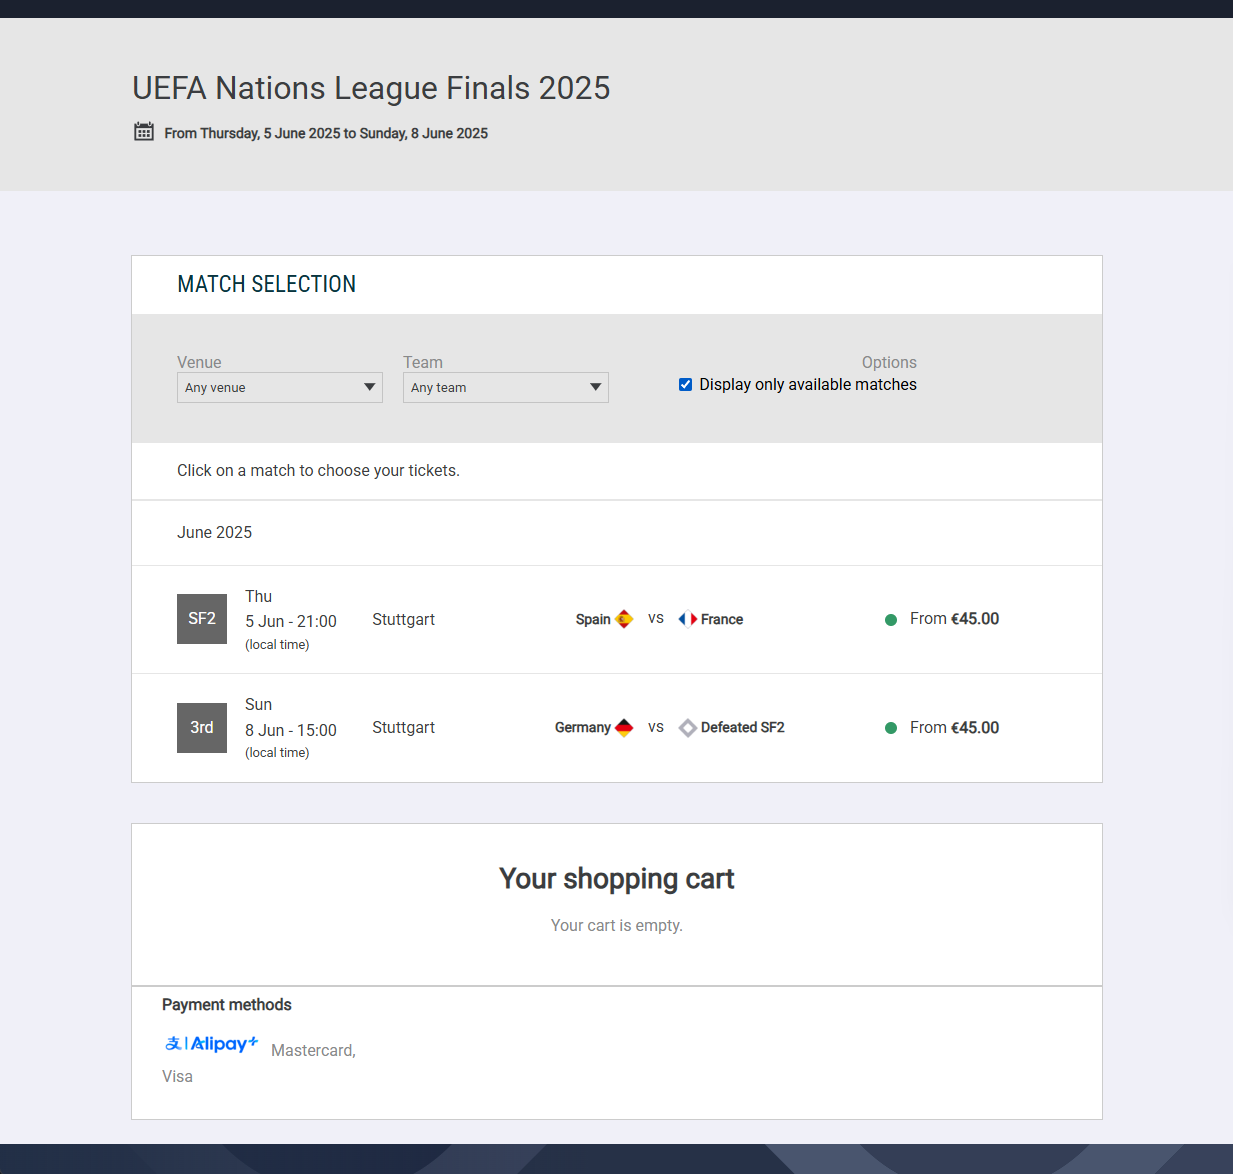 UEFA Nations League Finals 2025
From Thursday, 5 June 2025 to Sunday, 8 June 2025
MATCH SELECTION
Venue
Team
Options
Any venue
Any team
Display only available matches
Click on a match to choose your tickets.
June 2025
SF2
Thu
5 Jun - 21:00
(local time)
Stuttgart
Spain vs France
From €45.00
3rd
Sun
8 Jun - 15:00
(local time)
Stuttgart
Germany vs Defeated SF2
From €45.00
Your shopping cart
Your cart is empty.
Payment methods
支 Alipay+ Mastercard,
Visa